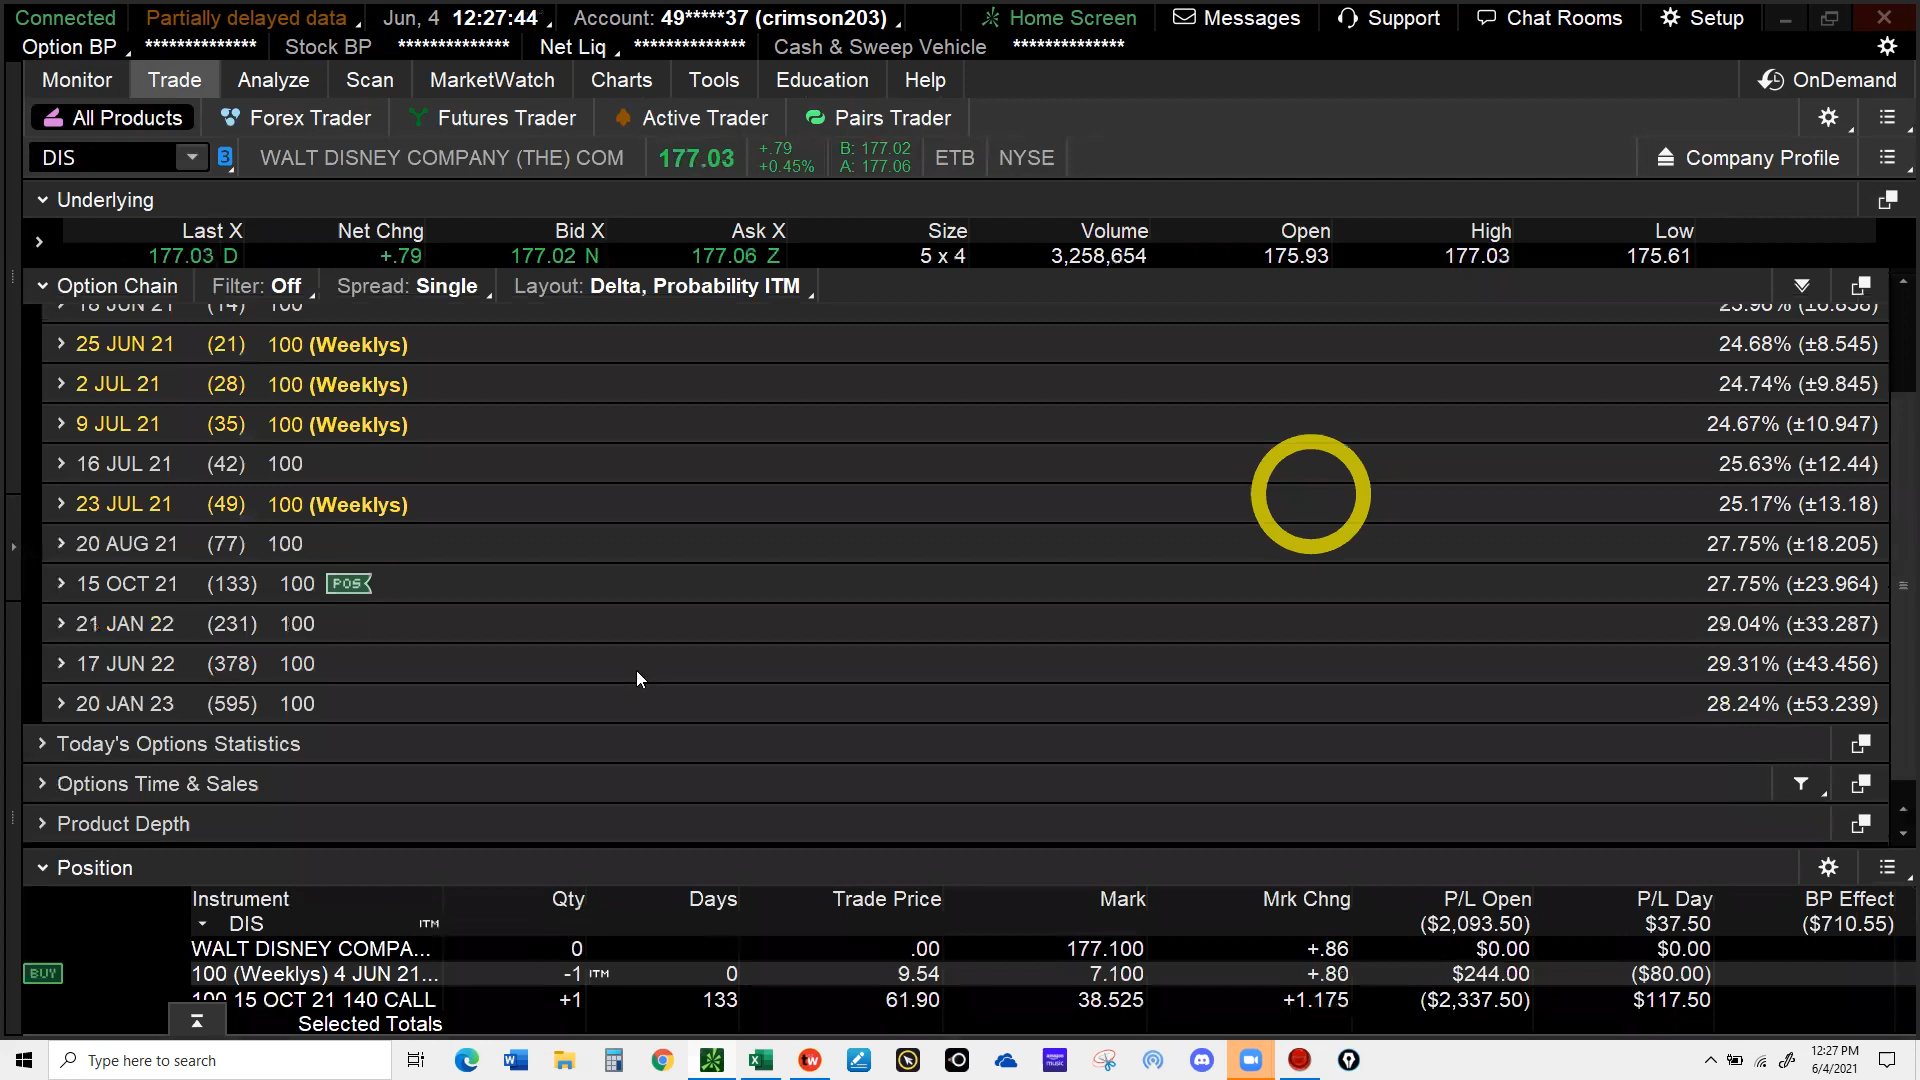 Connected Partially delayed data Jun, 4 12:27:44 Account: 49*****37 (crimson203) Home Screen Messages Support Chat Rooms Setup
Option BP ************** Stock BP ************** Net Liq ************** Cash & Sweep Vehicle **************
Monitor Trade Analyze Scan MarketWatch Charts Tools Education Help OnDemand
All Products Forex Trader Futures Trader Active Trader Pairs Trader
DIS 3 WALT DISNEY COMPANY (THE) COM 177.03 +.79 +0.45% B: 177.02 A: 177.06 ETB NYSE Company Profile
Underlying
Last X Net Chng Bid X Ask X Size Volume Open High Low
177.03 D +.79 177.02 N 177.06 Z 5 x 4 3,258,654 175.93 177.03 175.61
Option Chain Filter: Off Spread: Single Layout: Delta, Probability ITM
18 JUN 21 (14) 100 23.96% (±6.838)
25 JUN 21 (21) 100 (Weeklys) 24.68% (±8.545)
2 JUL 21 (28) 100 (Weeklys) 24.74% (±9.845)
9 JUL 21 (35) 100 (Weeklys) 24.67% (±10.947)
16 JUL 21 (42) 100 25.63% (±12.44)
23 JUL 21 (49) 100 (Weeklys) 25.17% (±13.18)
20 AUG 21 (77) 100 27.75% (±18.205)
15 OCT 21 (133) 100 POS 27.75% (±23.964)
21 JAN 22 (231) 100 29.04% (±33.287)
17 JUN 22 (378) 100 29.31% (±43.456)
20 JAN 23 (595) 100 28.24% (±53.239)
Today's Options Statistics
Options Time & Sales
Product Depth
Position
Instrument Qty Days Trade Price Mark Mrk Chng P/L Open P/L Day BP Effect
DIS ITM ($2,093.50) $37.50 ($710.55)
WALT DISNEY COMPA... 0 .00 177.100 +.86 $0.00 $0.00
BUY 100 (Weeklys) 4 JUN 21... -1 ITM 0 9.54 7.100 +.80 $244.00 ($80.00)
100 15 OCT 21 140 CALL +1 133 61.90 38.525 +1.175 ($2,337.50) $117.50
Selected Totals
Type here to search 12:27 PM
6/4/2021